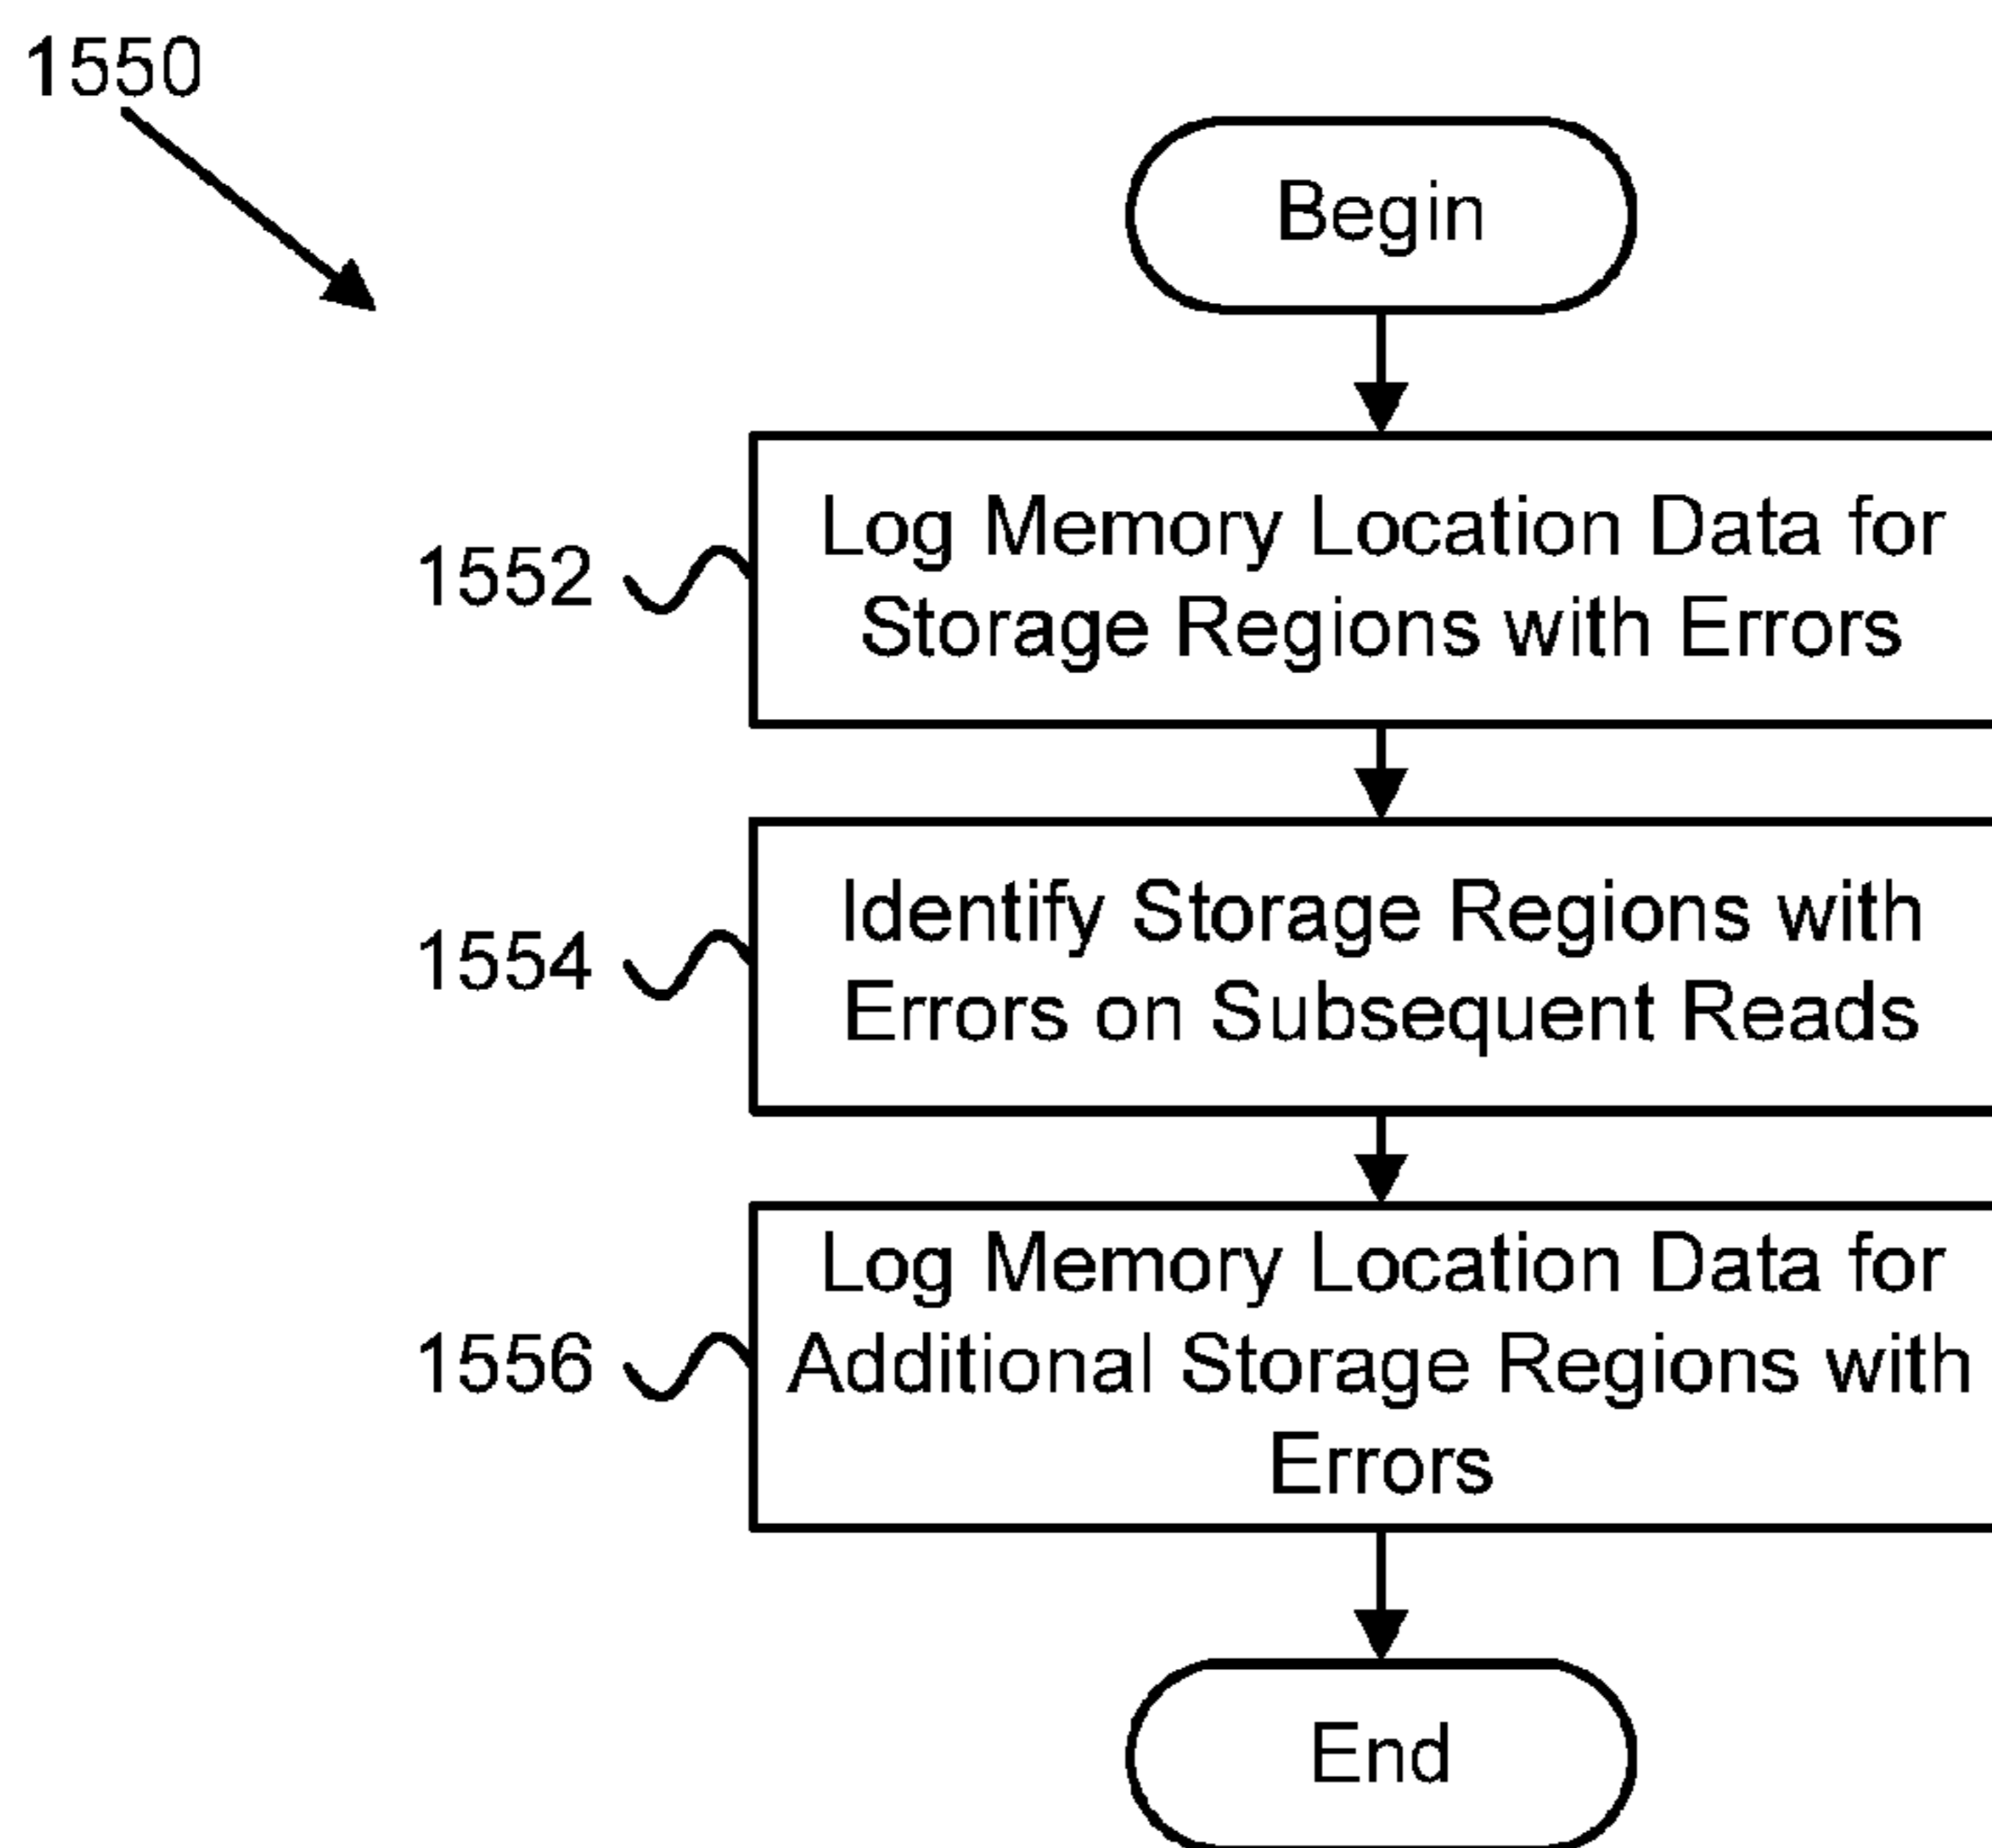 1550
Begin
1552
Log Memory Location Data for
Storage Regions with Errors
1554
Identify Storage Regions with
Errors on Subsequent Reads
1556
Log Memory Location Data for
Additional Storage Regions with
Errors
End